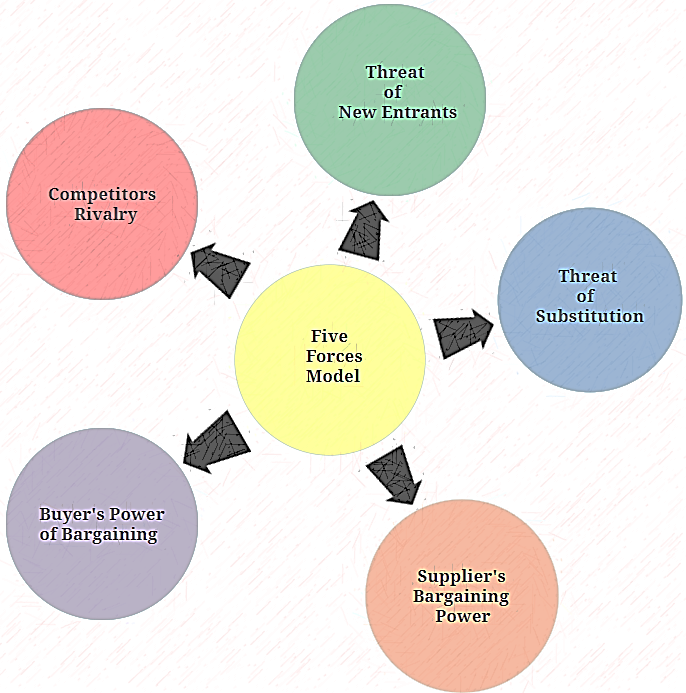 Threat
of
New Entrants
Competitors
Rivalry
Threat
of
Substitution
Five
Forces
Model
Buyer's Power
of Bargaining
Supplier's
Bargaining
Power